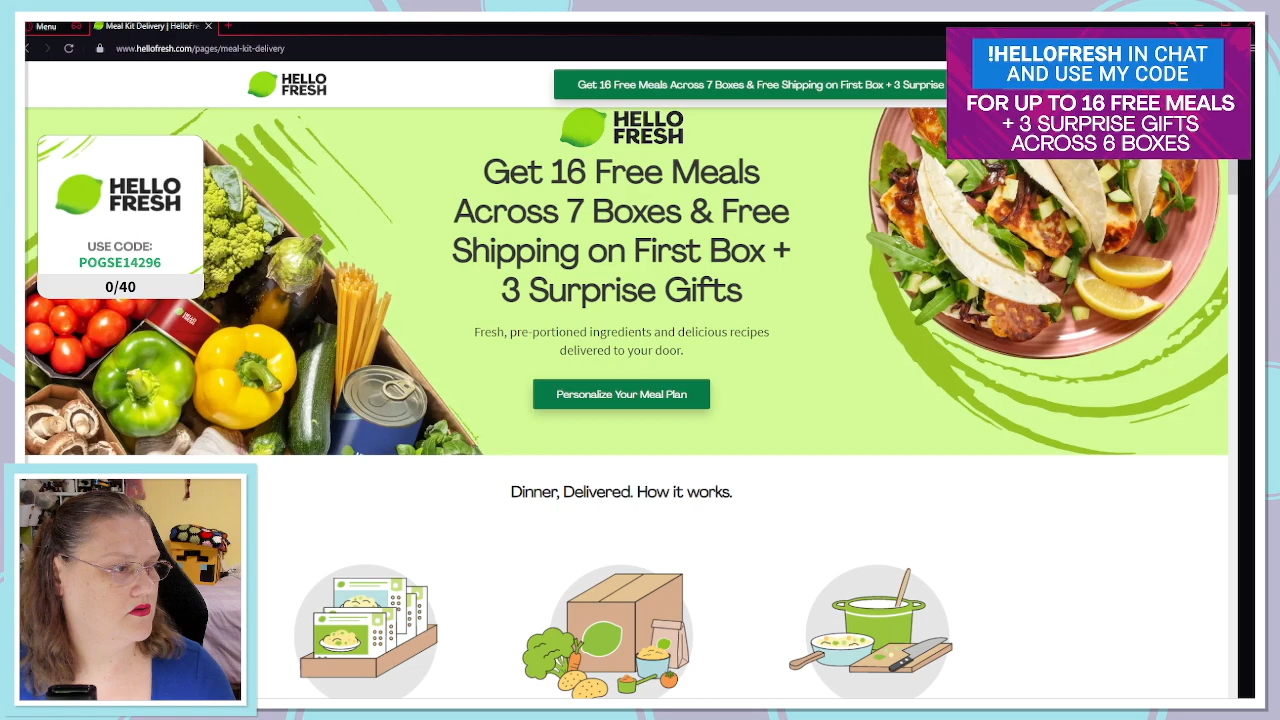 Menu
Meal Kit Delivery | HelloFre
www.hellofresh.com/pages/meal-kit-delivery
HELLO
FRESH
Get 16 Free Meals Across 7 Boxes & Free Shipping on First Box + 3 Surprise
!HELLOFRESH IN CHAT
AND USE MY CODE
FOR UP TO 16 FREE MEALS
+ 3 SURPRISE GIFTS
ACROSS 6 BOXES
HELLO
FRESH
Get 16 Free Meals
Across 7 Boxes & Free
Shipping on First Box +
3 Surprise Gifts
Fresh, pre-portioned ingredients and delicious recipes
delivered to your door.
Personalize Your Meal Plan
HELLO
FRESH
USE CODE:
POGSE14296
0/40
Dinner, Delivered. How it works.